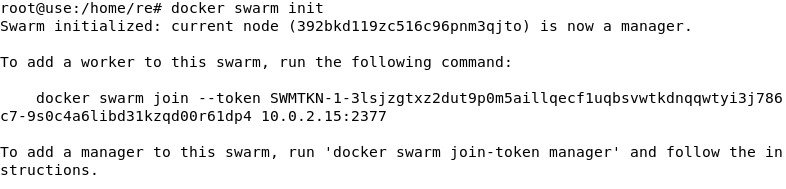 root@use:/home/re# docker swarm init
Swarm initialized: current node (392bkd119zc516c96pnm3qjto) is now a manager.
To add a worker to this swarm, run the following command:
docker swarm join --token SWMTKN-1-3lsjzgtxz2dut9p0m5aillqecf1uqbsvwtkdnqqwtyi3j786
c7-9s0c4a6libd31kzqd00r61dp4 10.0.2.15:2377
To add a manager to this swarm, run 'docker swarm join-token manager' and follow the in
structions.